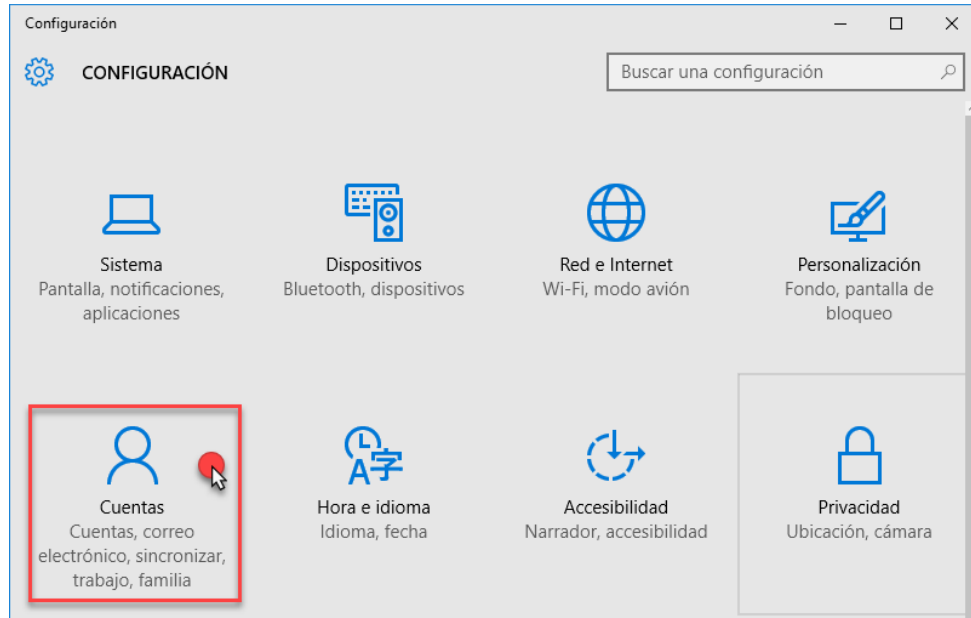 Configuración
CONFIGURACIÓN
Buscar una configuración
Sistema
Pantalla, notificaciones,
aplicaciones
Dispositivos
Bluetooth, dispositivos
Red e Internet
Wi-Fi, modo avión
Personalización
Fondo, pantalla de
bloqueo
Cuentas
Cuentas, correo
electrónico, sincronizar,
trabajo, familia
Hora e idioma
Idioma, fecha
Accesibilidad
Narrador, accesibilidad
Privacidad
Ubicación, cámara